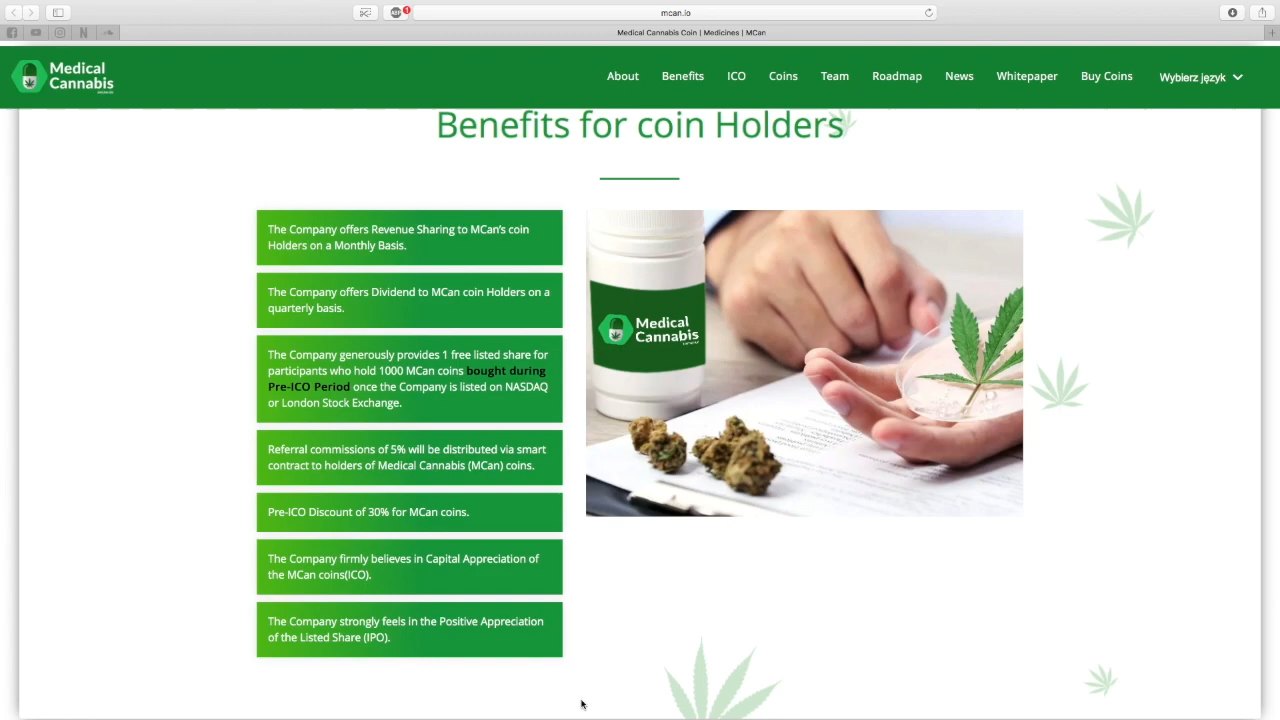 1
mcan.io
Medical Cannabis Coin | Medicines | MCan
Medical
Cannabis
About
Benefits
ICO
Coins
Team
Roadmap
News
Whitepaper
Buy Coins
Wybierz język
Benefits for coin Holders
The Company offers Revenue Sharing to MCan's coin
Holders on a Monthly Basis.
The Company offers Dividend to MCan coin Holders on a
quarterly basis.
The Company generously provides 1 free listed share for
participants who hold 1000 MCan coins bought during
Pre-ICO Period once the Company is listed on NASDAQ
or London Stock Exchange.
Referral commissions of 5% will be distributed via smart
contract to holders of Medical Cannabis (MCan) coins.
Pre-ICO Discount of 30% for MCan coins.
The Company firmly believes in Capital Appreciation of
the MCan coins(ICO).
The Company strongly feels in the Positive Appreciation
of the Listed Share (IPO).
Medical
Cannabis